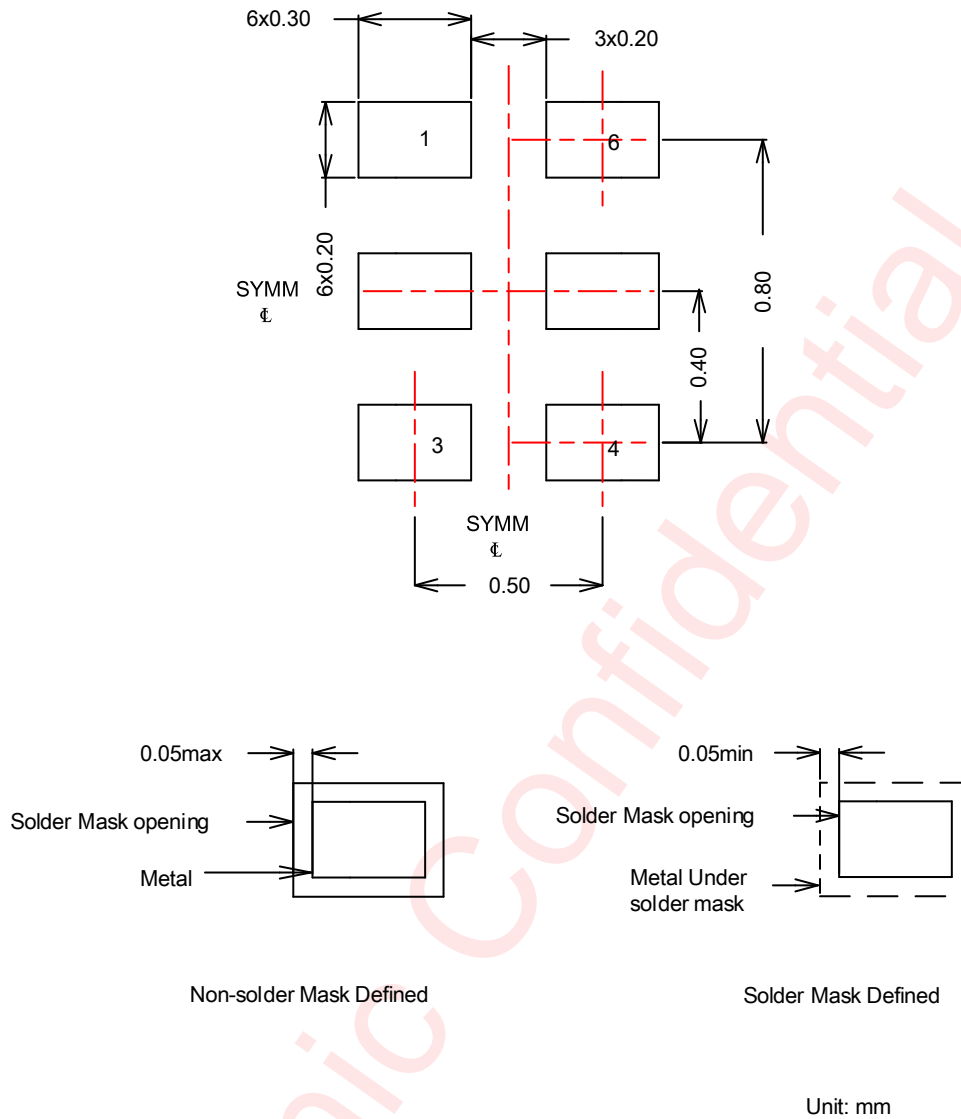 6x0.30
3x0.20
1
6
6x0.20
SYMM
℄
0.80
0.40
3
4
SYMM
℄
0.50
0.05max
0.05min
Solder Mask opening
Solder Mask opening
Metal
Metal Under
solder mask
Non-solder Mask Defined
Solder Mask Defined
Unit: mm
nic Confidential